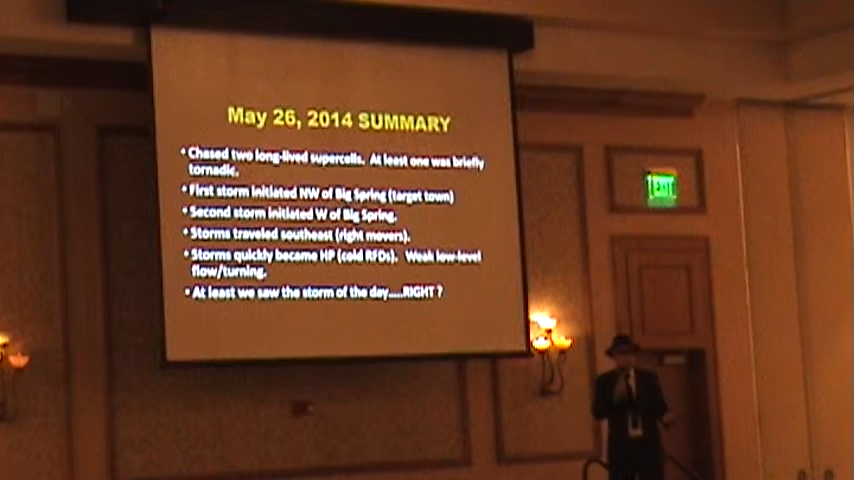 May 26, 2014 SUMMARY
• Chased two long-lived supercells. At least one was briefly
tornadic.
• First storm initiated NW of Big Spring (target town)
• Second storm initiated W of Big Spring.
• Storms traveled southeast (right movers).
• Storms quickly became HP (cold RFDs). Weak low-level
flow/turning.
• At least we saw the storm of the day.....RIGHT ?
EXIT